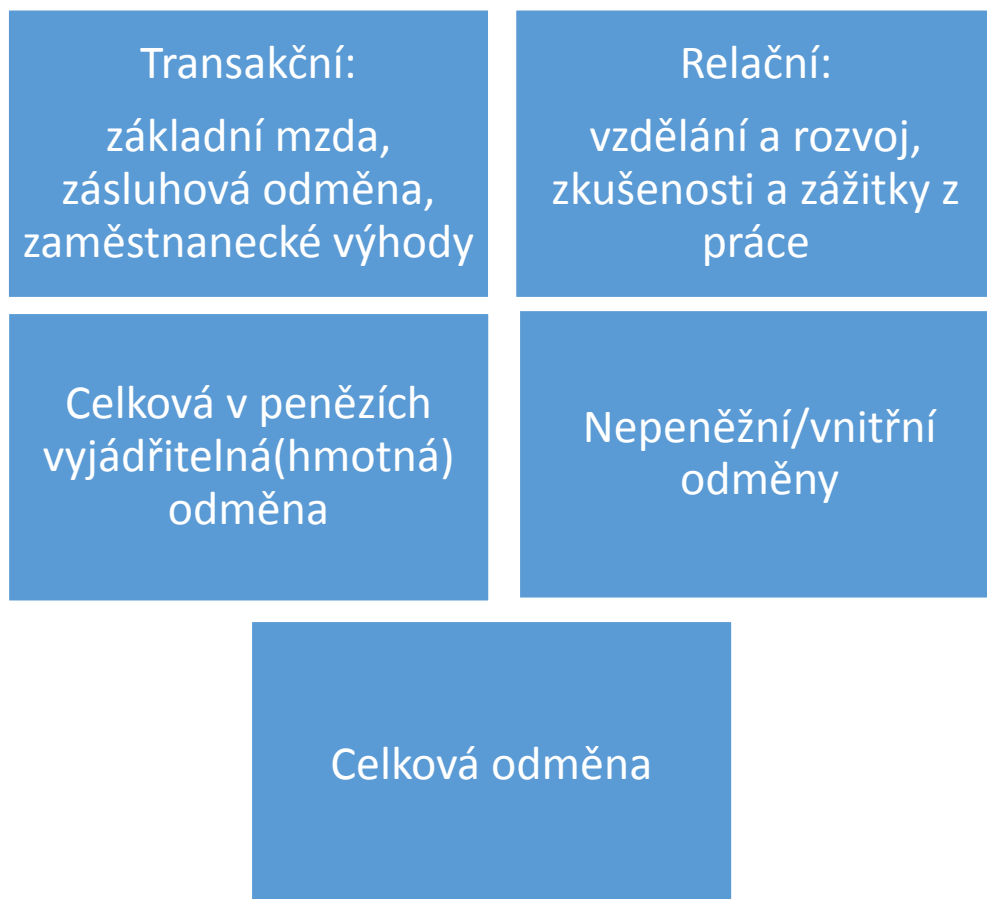 Transakční:
základní mzda,
zásluhová odměna,
zaměstnanecké výhody
Relační:
vzdělání a rozvoj,
zkušenosti a zážitky z
práce
Celková v penězích
vyjádřitelná(hmotná)
odměna
Nepeněžní/vnitřní
odměny
Celková odměna